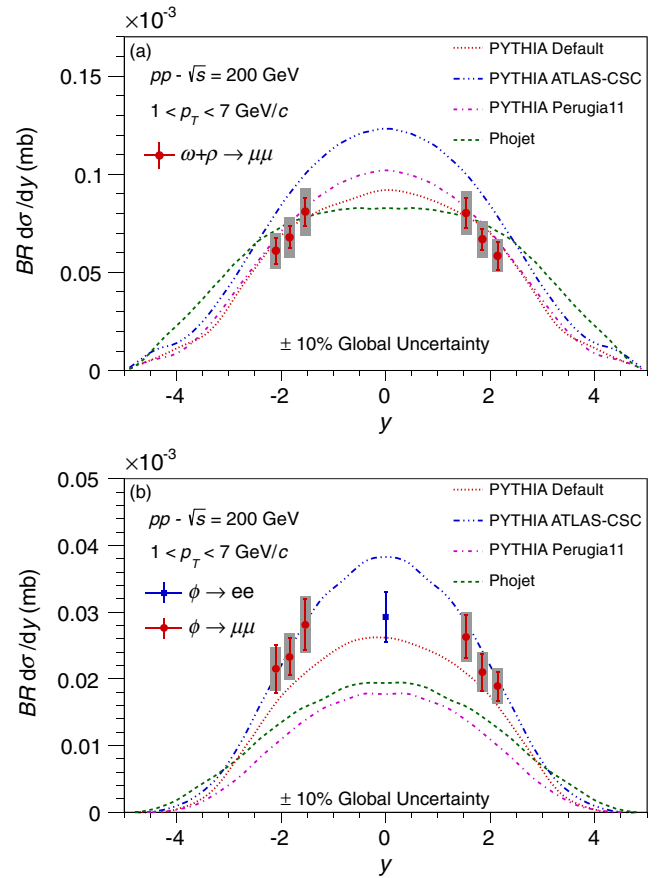 ×10⁻³
(a)
pp - √s = 200 GeV
1 < p_T < 7 GeV/c
ω+ρ → μμ
PYTHIA Default
PYTHIA ATLAS-CSC
PYTHIA Perugia11
Phojet
0.15
0.1
0.05
0
BR dσ/dy (mb)
± 10% Global Uncertainty
-4 -2 0 2 4
y
×10⁻³
(b)
pp - √s = 200 GeV
1 < p_T < 7 GeV/c
ϕ → ee
ϕ → μμ
PYTHIA Default
PYTHIA ATLAS-CSC
PYTHIA Perugia11
Phojet
0.05
0.04
0.03
0.02
0.01
0
BR dσ/dy (mb)
± 10% Global Uncertainty
-4 -2 0 2 4
y